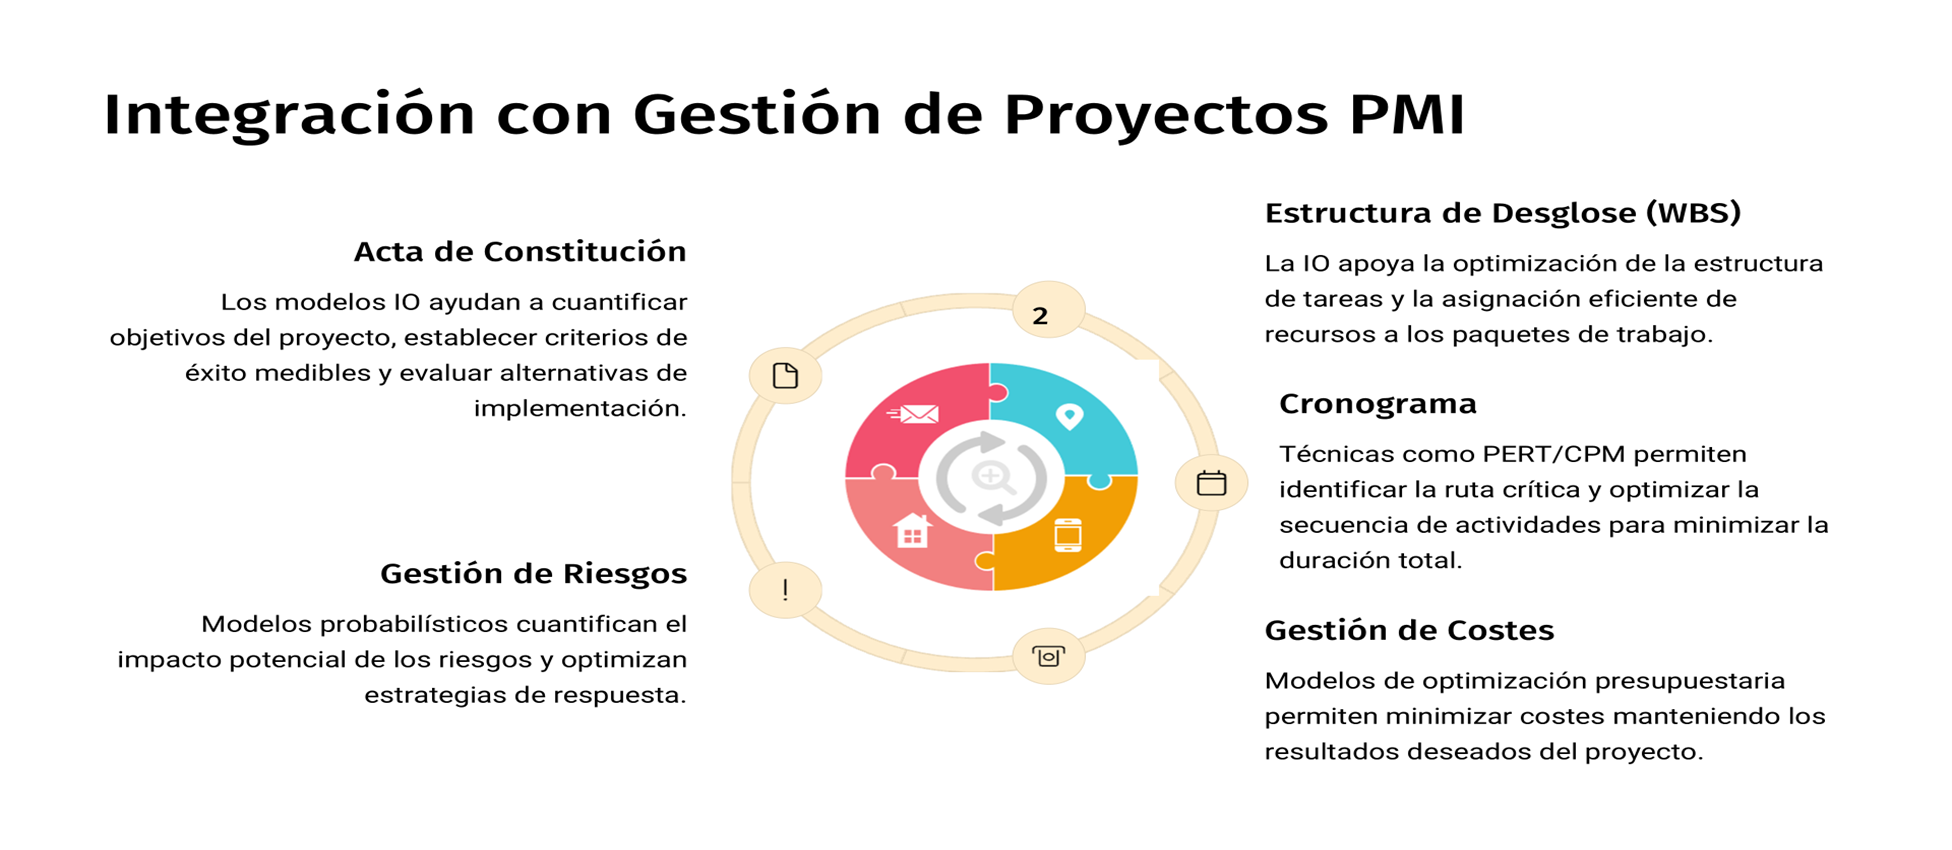 Integración con Gestión de Proyectos PMI
Acta de Constitución
Los modelos IO ayudan a cuantificar
objetivos del proyecto, establecer criterios de
éxito medibles y evaluar alternativas de
implementación.
2
Estructura de Desglose (WBS)
La IO apoya la optimización de la estructura
de tareas y la asignación eficiente de
recursos a los paquetes de trabajo.
Cronograma
Técnicas como PERT/CPM permiten
identificar la ruta crítica y optimizar la
secuencia de actividades para minimizar la
duración total.
Gestión de Riesgos
!
Modelos probabilísticos cuantifican el
impacto potencial de los riesgos y optimizan
estrategias de respuesta.
Gestión de Costes
Modelos de optimización presupuestaria
permiten minimizar costes manteniendo los
resultados deseados del proyecto.